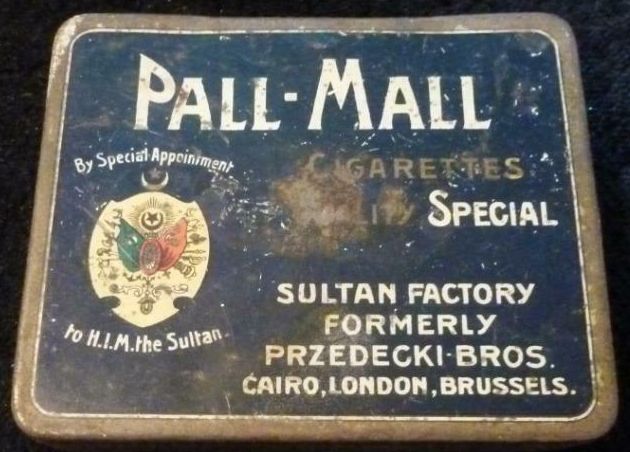 PALL-MALL
By Special Appointment
CIGARETTES
SPECIAL
to H.I.M. the Sultan.
SULTAN FACTORY
FORMERLY
PRZEDECKI-BROS.
CAIRO, LONDON, BRUSSELS.